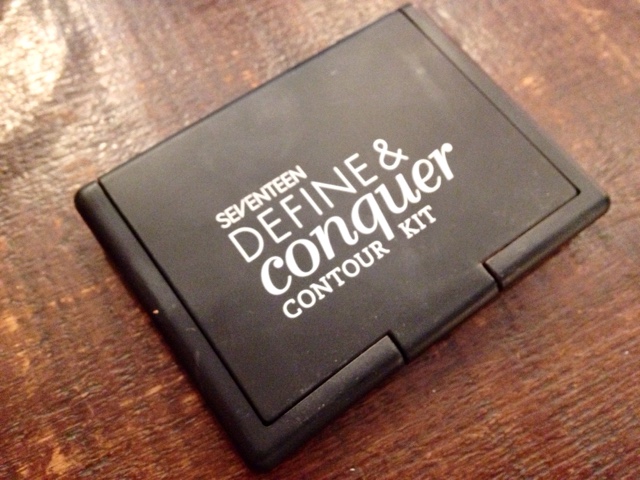 SEVENTEEN
DEFINE &
conquer
CONTOUR KIT